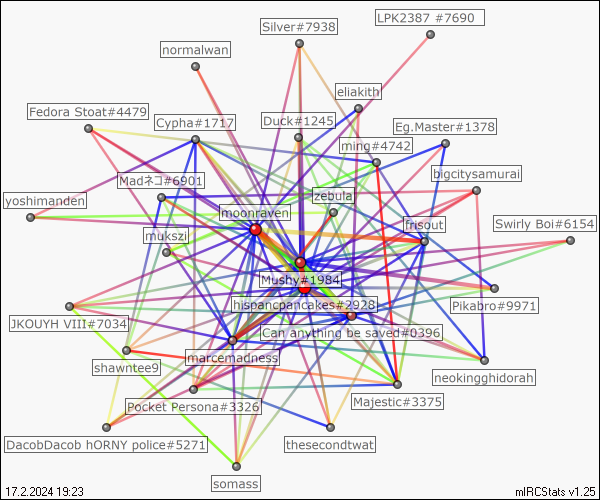 LPK2387 #7690
Silver#7938
normalwan
eliakith
Fedora Stoat#4479
Cypha#1717
Duck#1245
Eg.Master#1378
ming#4742
bigcitysamurai
Madネコ#6901
zebula
yoshimanden
moonraven
frisout
Swirly Boi#6154
mukszi
Mushy#1984
hispancpancakes#2928
Pikabro#9971
JKOUYH VIII#7034
Can anything be saved#0396
marcemadness
shawntee9
neokingghidorah
Pocket Persona#3326
Majestic#3375
DacobDacob hORNY police#5271
thesecondtwat
somass
17.2.2024 19:23
mIRCStats v1.25